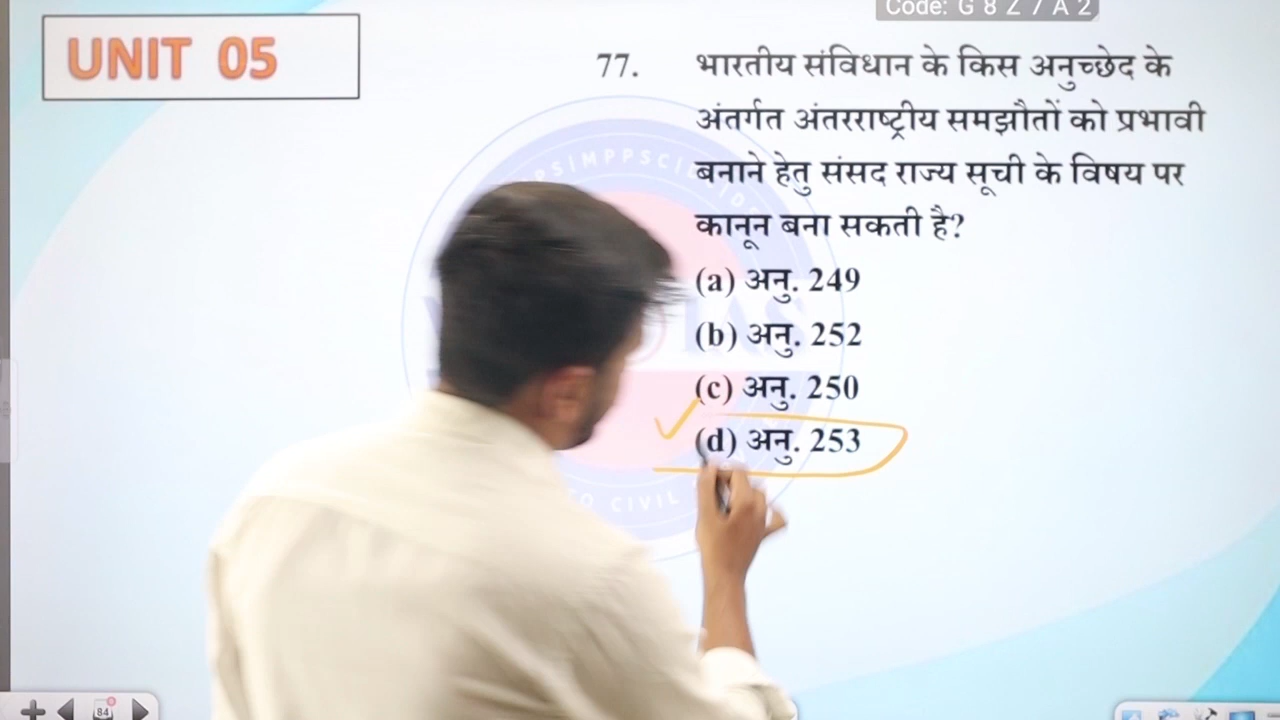 Code: G 8 Z 7 A 2
UNIT 05
77. भारतीय संविधान के किस अनुच्छेद के
अंतर्गत अंतरराष्ट्रीय समझौतों को प्रभावी
बनाने हेतु संसद राज्य सूची के विषय पर
कानून बना सकती है?
(a) अनु. 249
(b) अनु. 252
(c) अनु. 250
(d) अनु. 253
CIVIL
84